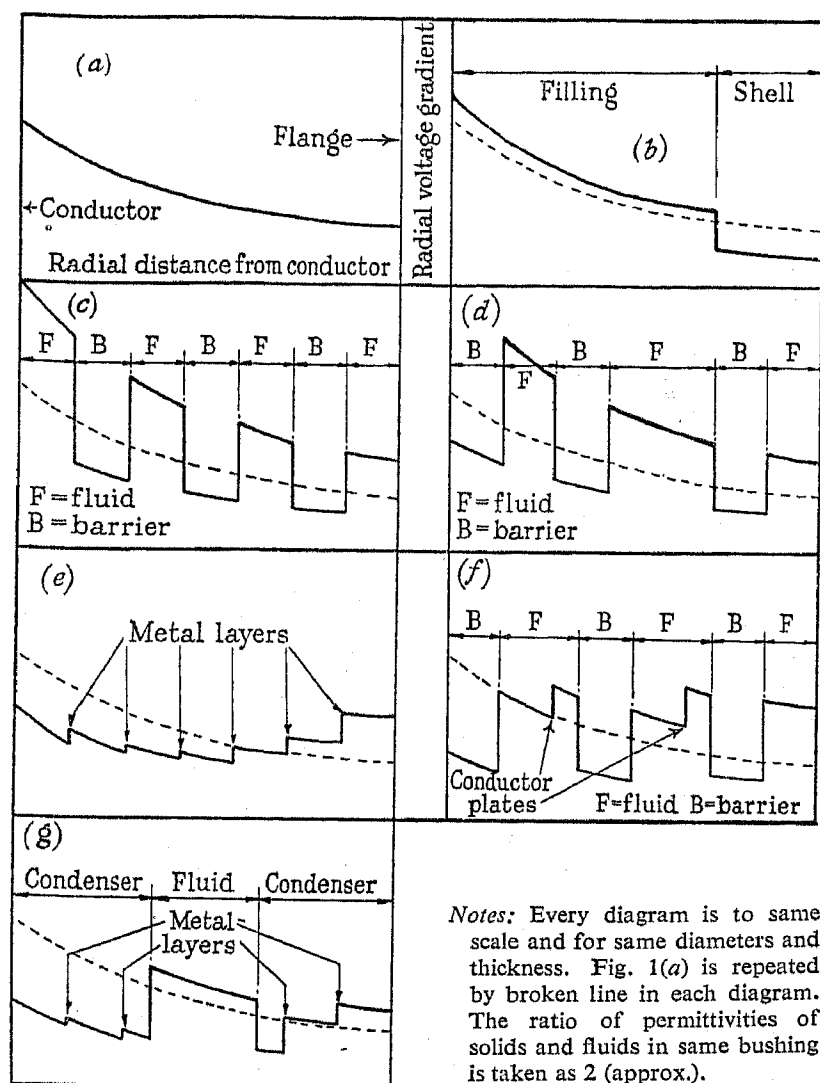 (a)
Flange
Conductor
Radial distance from conductor
Radial voltage gradient
Filling
Shell
(b)
(c)
F B F B F B F
F=fluid
B=barrier
(d)
B F B F B F
F=fluid
B=barrier
(e)
Metal layers
(f)
B F B F B F
Conductor
plates
F=fluid B=barrier
(g)
Condenser Fluid Condenser
Metal
layers
Notes: Every diagram is to same
scale and for same diameters and
thickness. Fig. 1(a) is repeated
by broken line in each diagram.
The ratio of permittivities of
solids and fluids in same bushing
is taken as 2 (approx.).